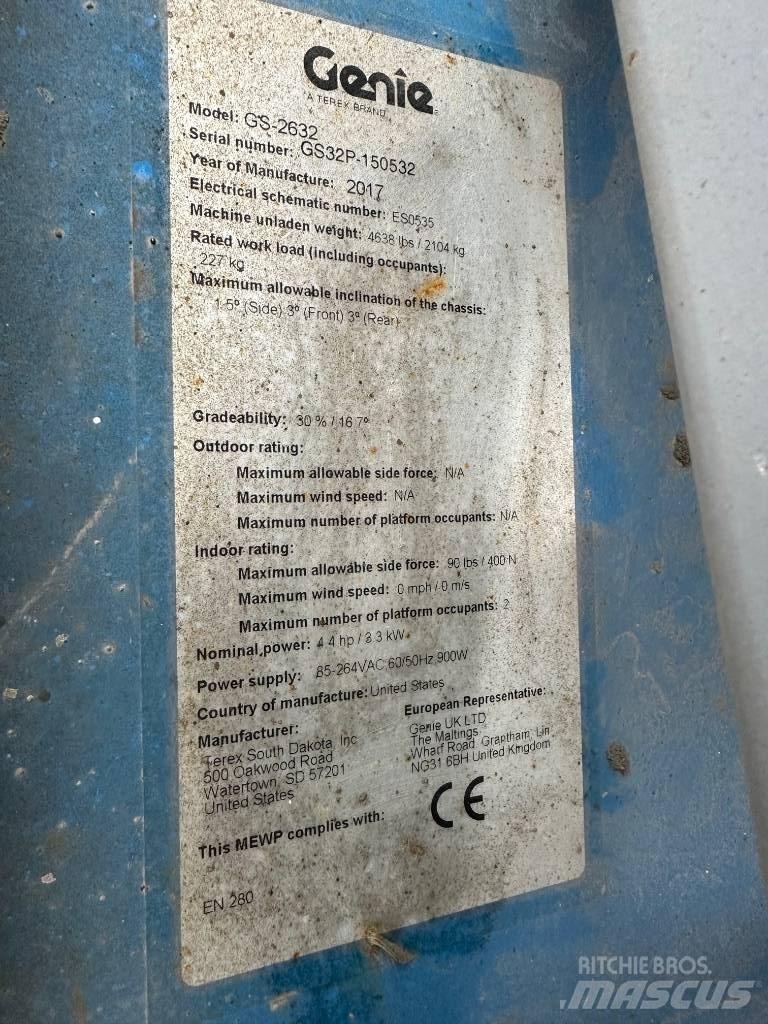 Genie
A TEREX BRAND
Model: GS-2632
Serial number: GS32P-150532
Year of Manufacture: 2017
Electrical schematic number: ES0535
Machine unladen weight: 4638 lbs / 2104 kg
Rated work load (including occupants):
227 kg
Maximum allowable inclination of the chassis:
1.5° (Side) 3° (Front) 3° (Rear)
Gradeability: 30 % / 16.7°
Outdoor rating:
Maximum allowable side force: N/A
Maximum wind speed: N/A
Maximum number of platform occupants: N/A
Indoor rating:
Maximum allowable side force: 90 lbs / 400 N
Maximum wind speed: 0 mph / 0 m/s
Maximum number of platform occupants: 2
Nominal power: 4.4 hp / 3.3 kW
Power supply: 85-264VAC,60/50Hz,900W
Country of manufacture: United States
Manufacturer:
Terex South Dakota, Inc
500 Oakwood Road
Watertown, SD 57201
United States
European Representative:
Genie UK LTD
The Maltings
Wharf Road, Grantham, Lin
NG31 6BH United Kingdom
This MEWP complies with:
CE
EN 280
RITCHIE BROS.
MASCUS